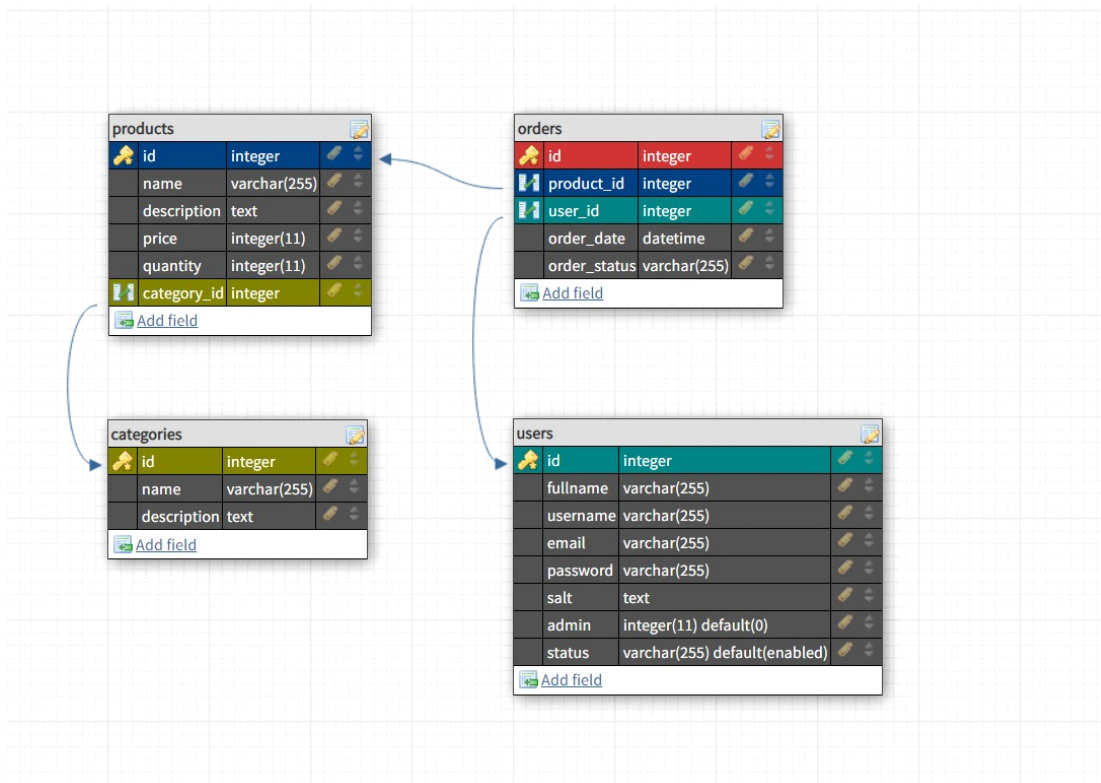 products
id integer
name varchar(255)
description text
price integer(11)
quantity integer(11)
category_id integer
Add field
orders
id integer
product_id integer
user_id integer
order_date datetime
order_status varchar(255)
Add field
categories
id integer
name varchar(255)
description text
Add field
users
id integer
fullname varchar(255)
username varchar(255)
email varchar(255)
password varchar(255)
salt text
admin integer(11) default(0)
status varchar(255) default(enabled)
Add field